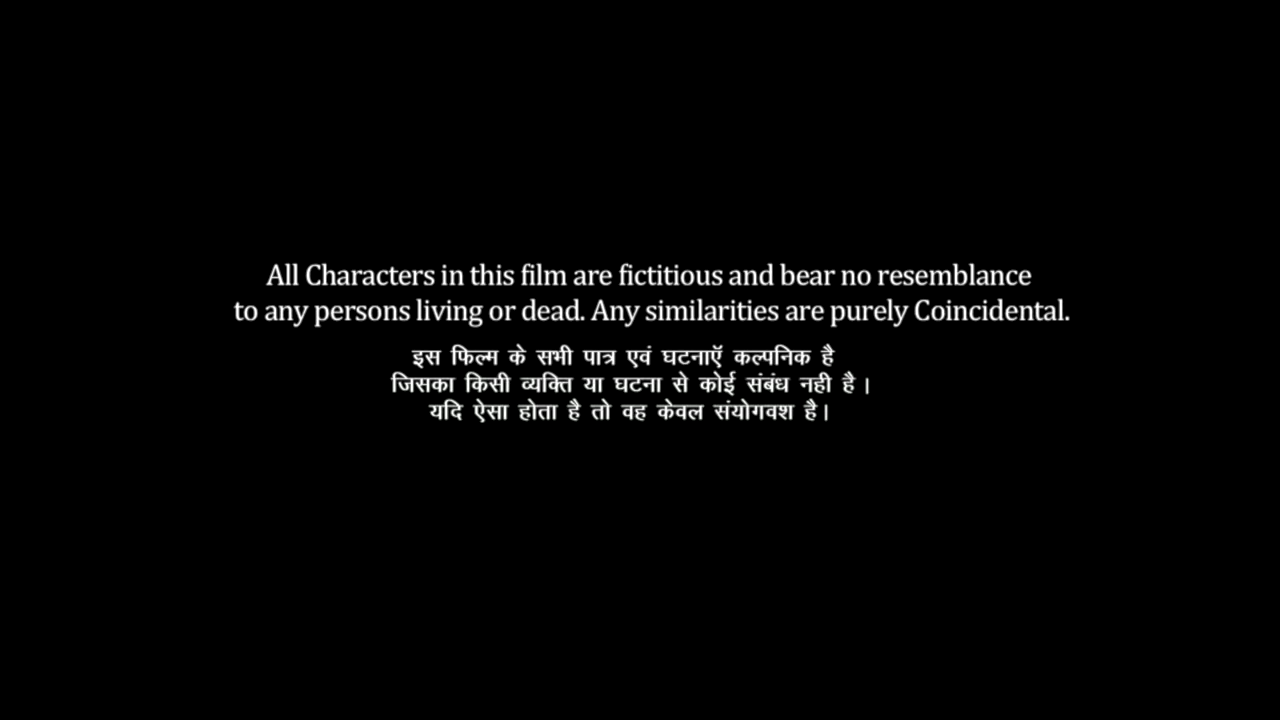 All Characters in this film are fictitious and bear no resemblance
to any persons living or dead. Any similarities are purely Coincidental.
इस फिल्म के सभी पात्र एवं घटनाऍ कल्पनिक है
जिसका किसी व्यक्ति या घटना से कोई संबंध नही है ।
यदि ऐसा होता है तो वह केवल संयोगवश है।